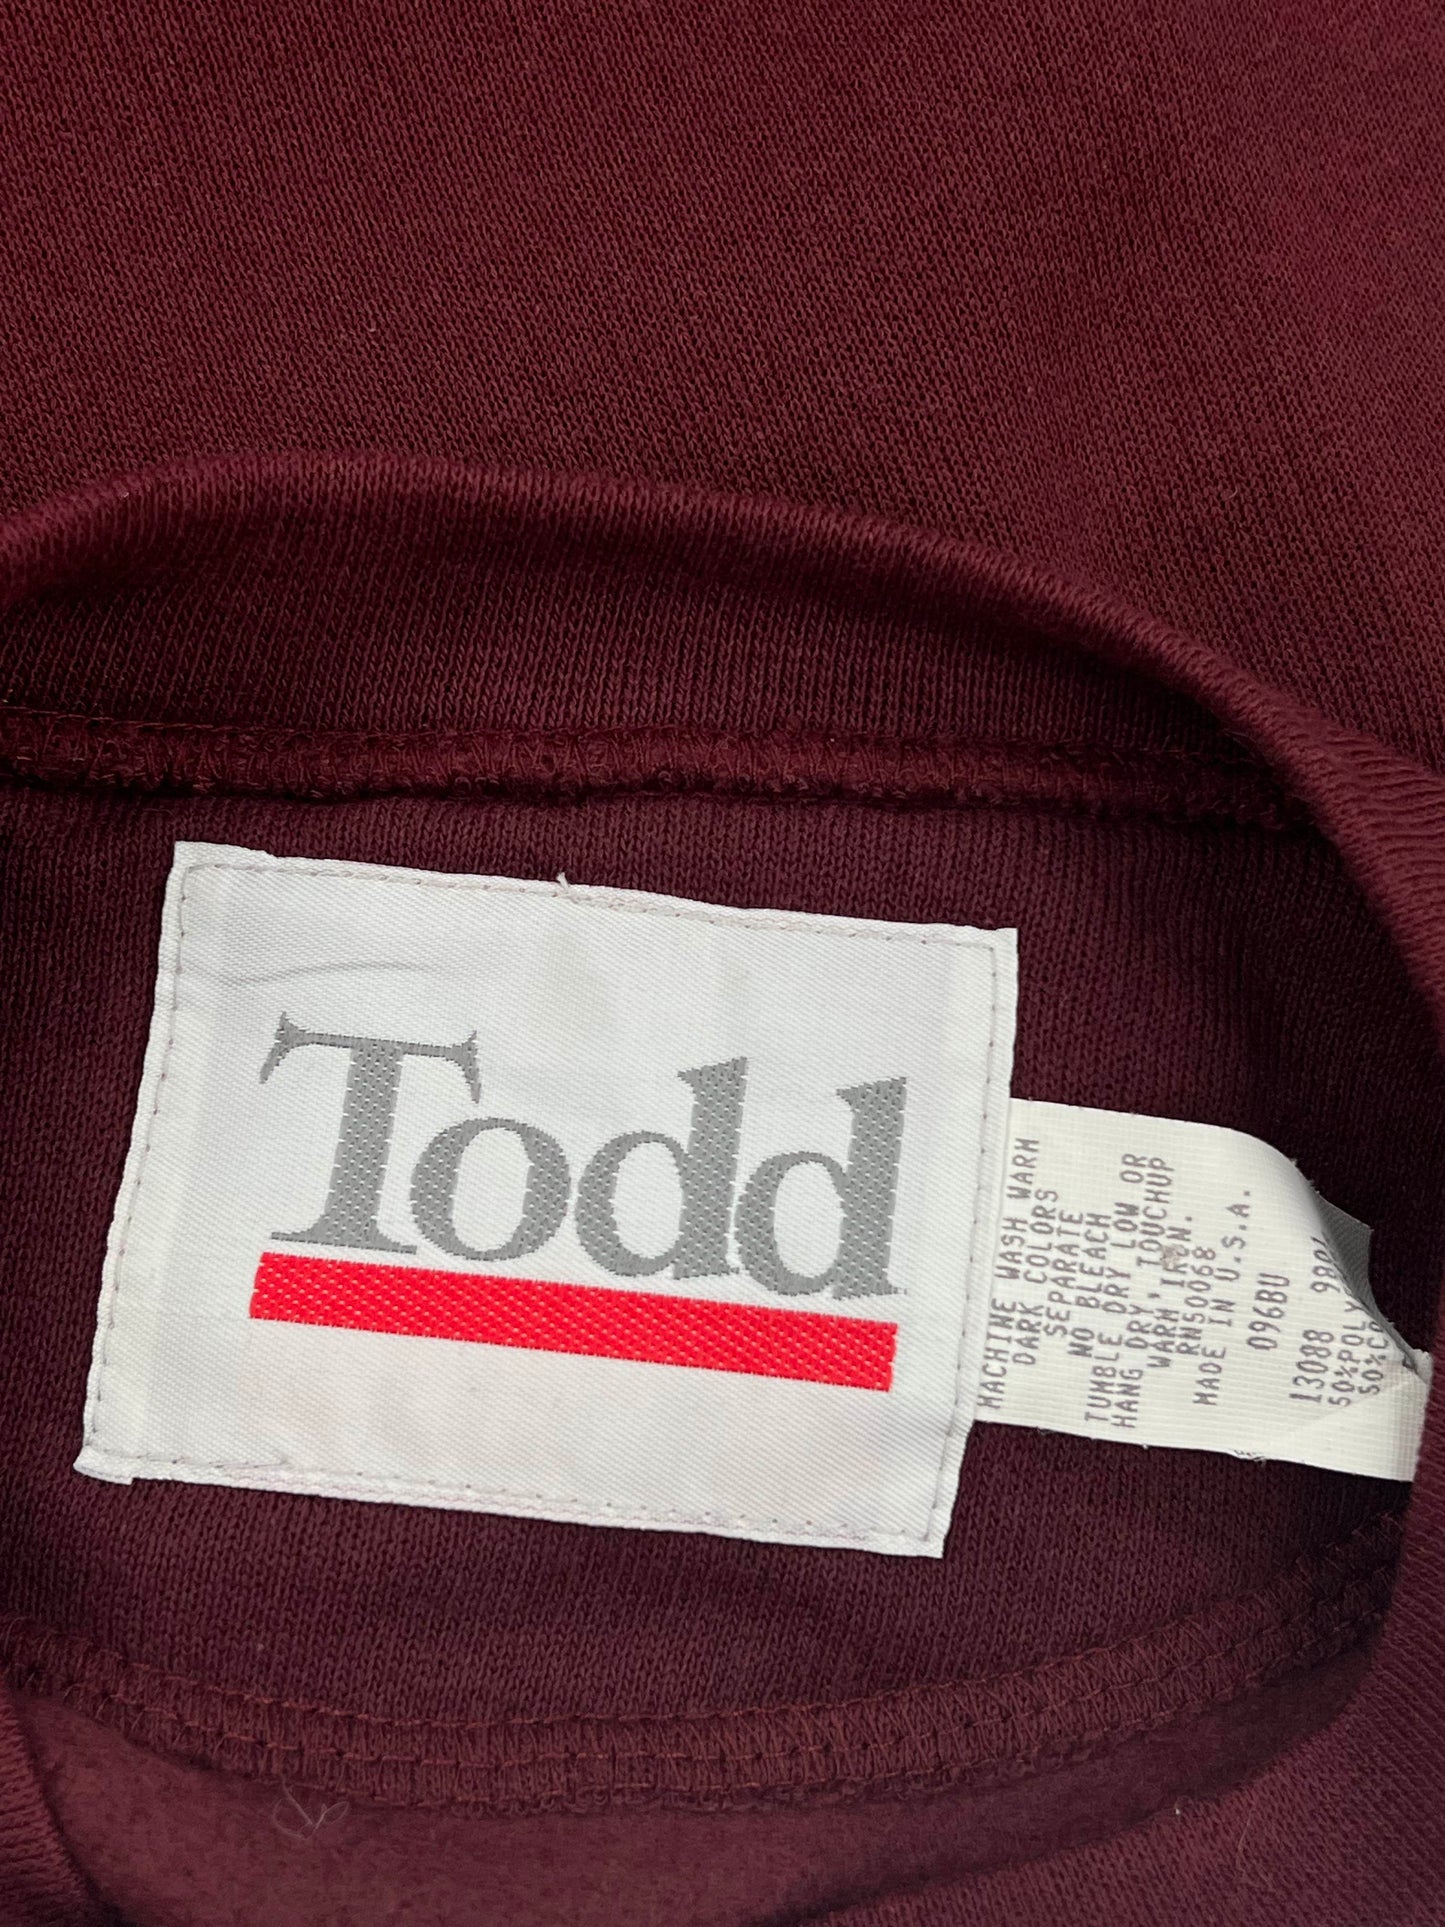 Todd
MACHINE WASH WARM
DARK COLORS
SEPARATE
NO BLEACH
TUMBLE DRY LOW OR
HANG DRY, TOUCHUP
WARM IRON.
RN50068
MADE IN U.S.A.
096BU
13088
50%POLY